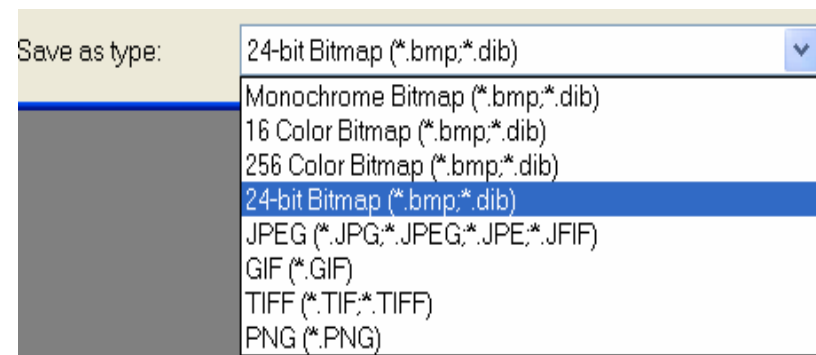 Save as type: 24-bit Bitmap (*.bmp;*.dib)
Monochrome Bitmap (*.bmp;*.dib)
16 Color Bitmap (*.bmp;*.dib)
256 Color Bitmap (*.bmp;*.dib)
24-bit Bitmap (*.bmp;*.dib)
JPEG (*.JPG;*.JPEG;*.JPE;*.JFIF)
GIF (*.GIF)
TIFF (*.TIF;*.TIFF)
PNG (*.PNG)